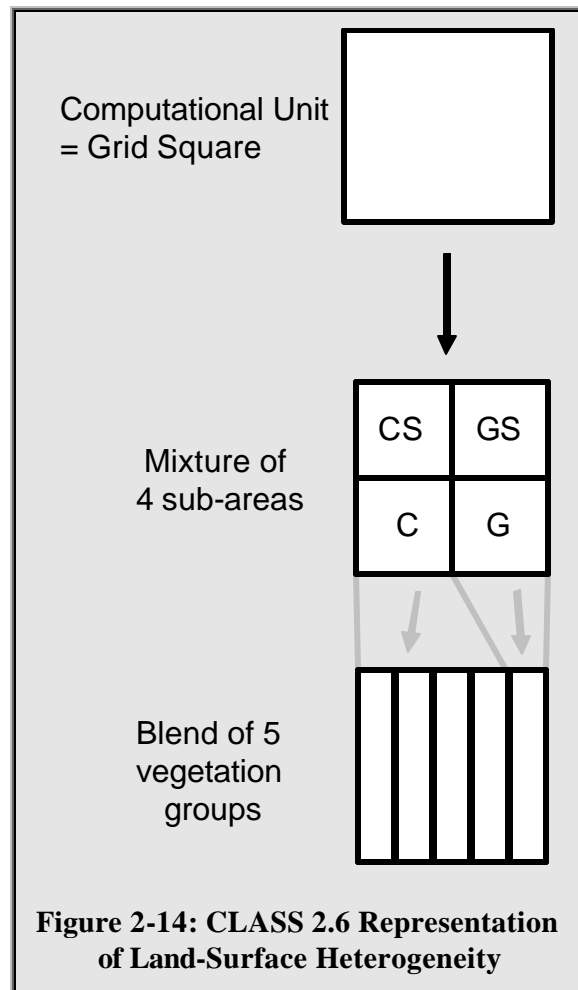 Computational Unit
= Grid Square
CS GS
Mixture of
4 sub-areas
C G
Blend of 5
vegetation
groups
Figure 2-14: CLASS 2.6 Representation
of Land-Surface Heterogeneity